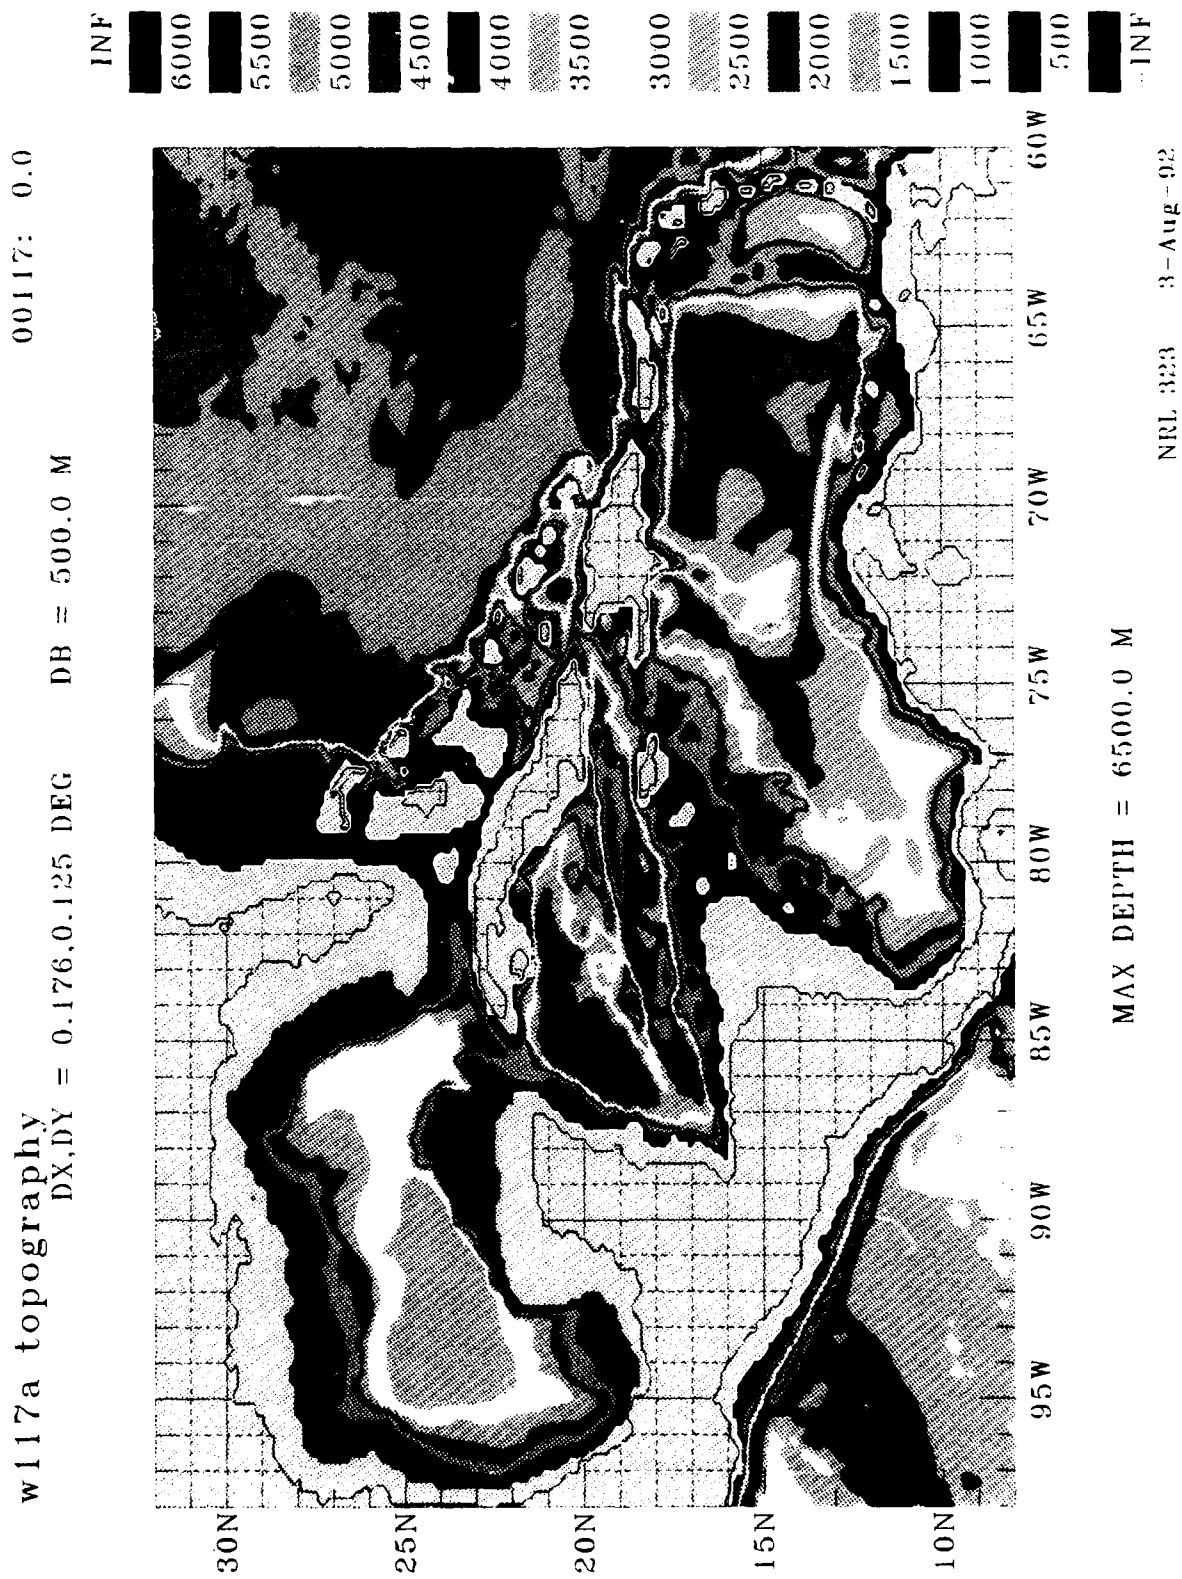 w117a topography
00117: 0.0
DX,DY = 0.176,0.125 DEG
DB = 500.0 M
30N
25N
20N
15N
10N
95W
90W
85W
80W
75W
70W
65W
60W
INF
6000
5500
5000
4500
4000
3500
3000
2500
2000
1500
1000
500
-INF
MAX DEPTH = 6500.0 M
NRL 323
3-Aug-92